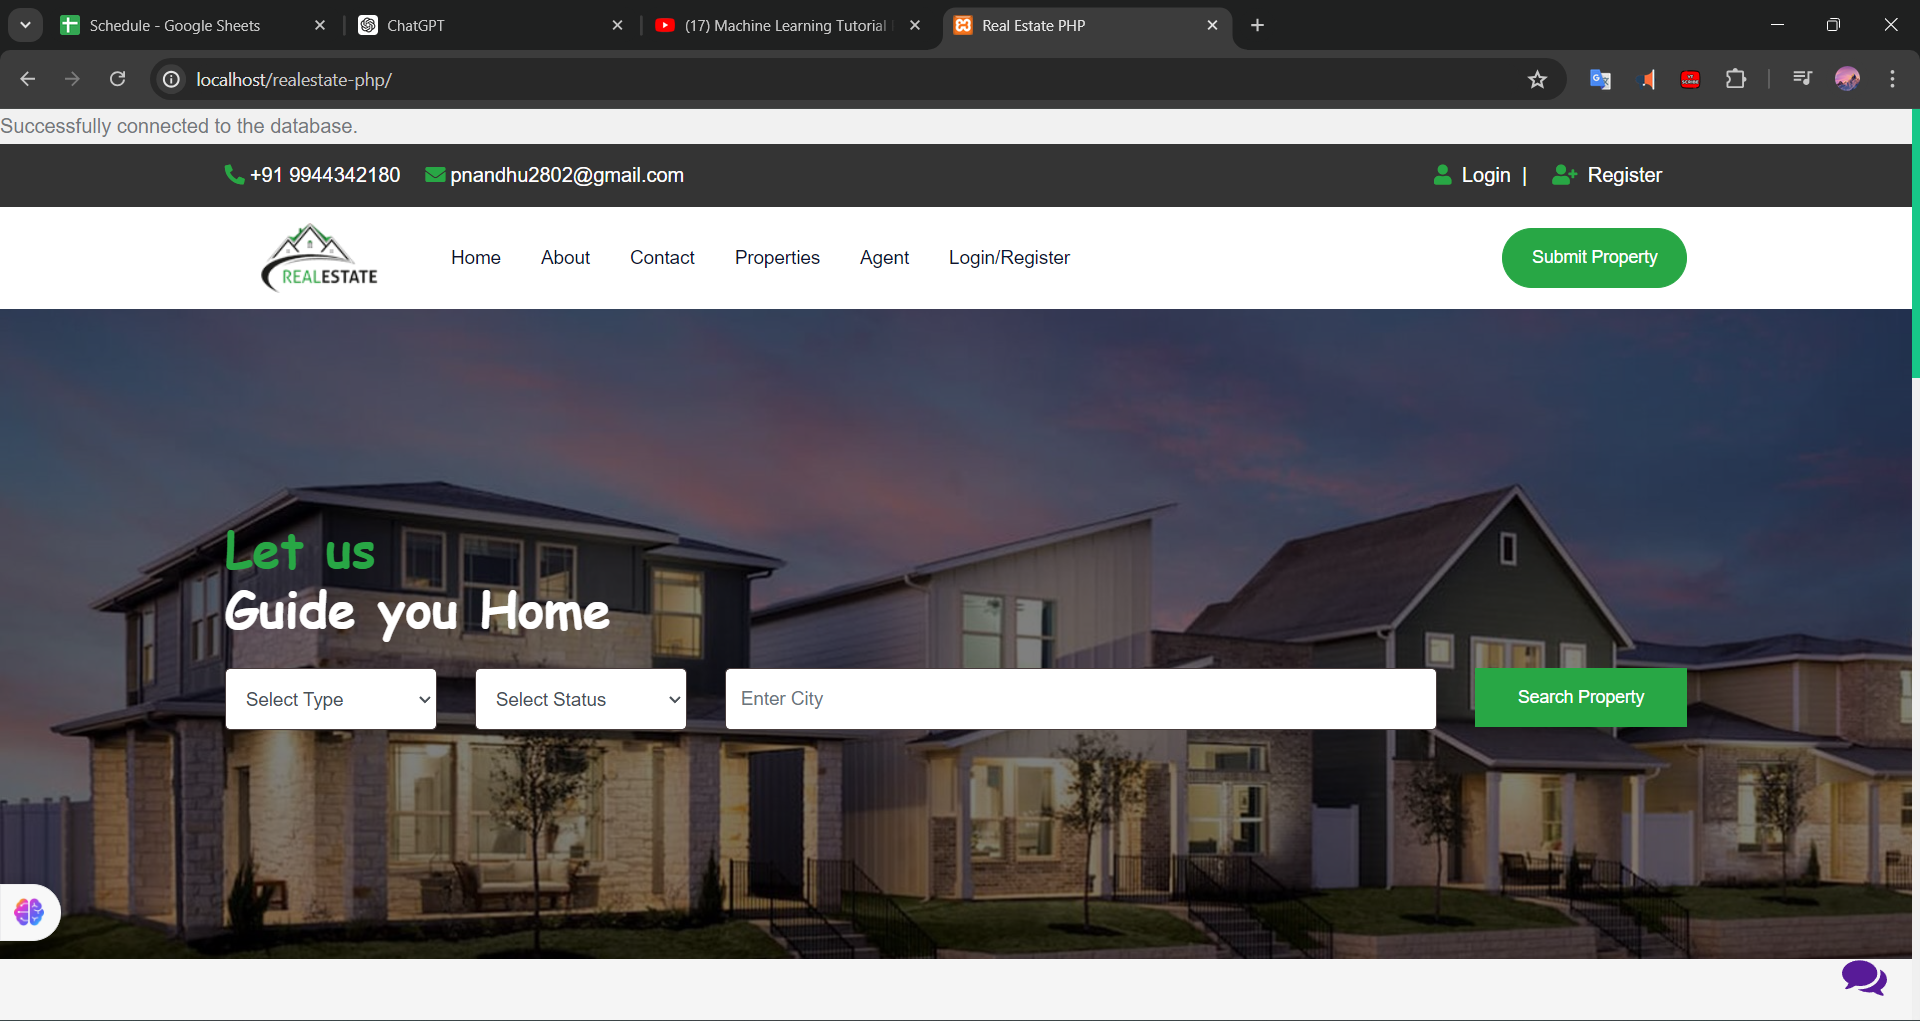 Schedule - Google Sheets
ChatGPT
(17) Machine Learning Tutorial
Real Estate PHP
localhost/realestate-php/
Successfully connected to the database.
+91 9944342180 pnandhu2802@gmail.com
Login | Register
REALESTATE
Home About Contact Properties Agent Login/Register
Submit Property
Let us
Guide you Home
Select Type Select Status Enter City Search Property